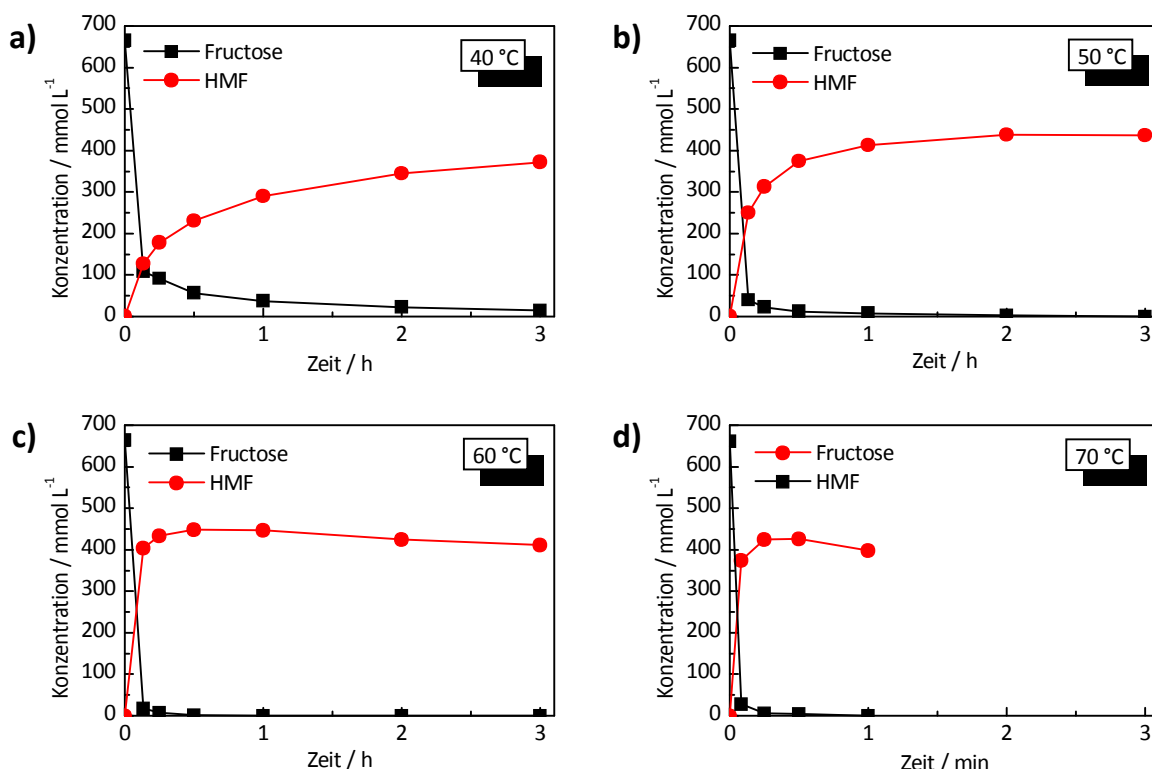 a)
700
600
500
400
300
200
100
0
Konzentration / mmol L⁻¹
Fructose
HMF
40 °C
0 1 2 3
Zeit / h
b)
700
600
500
400
300
200
100
0
Konzentration / mmol L⁻¹
Fructose
HMF
50 °C
0 1 2 3
Zeit / h
c)
700
600
500
400
300
200
100
0
Konzentration / mmol L⁻¹
Fructose
HMF
60 °C
0 1 2 3
Zeit / h
d)
700
600
500
400
300
200
100
0
Konzentration / mmol L⁻¹
Fructose
HMF
70 °C
0 1 2 3
Zeit / min